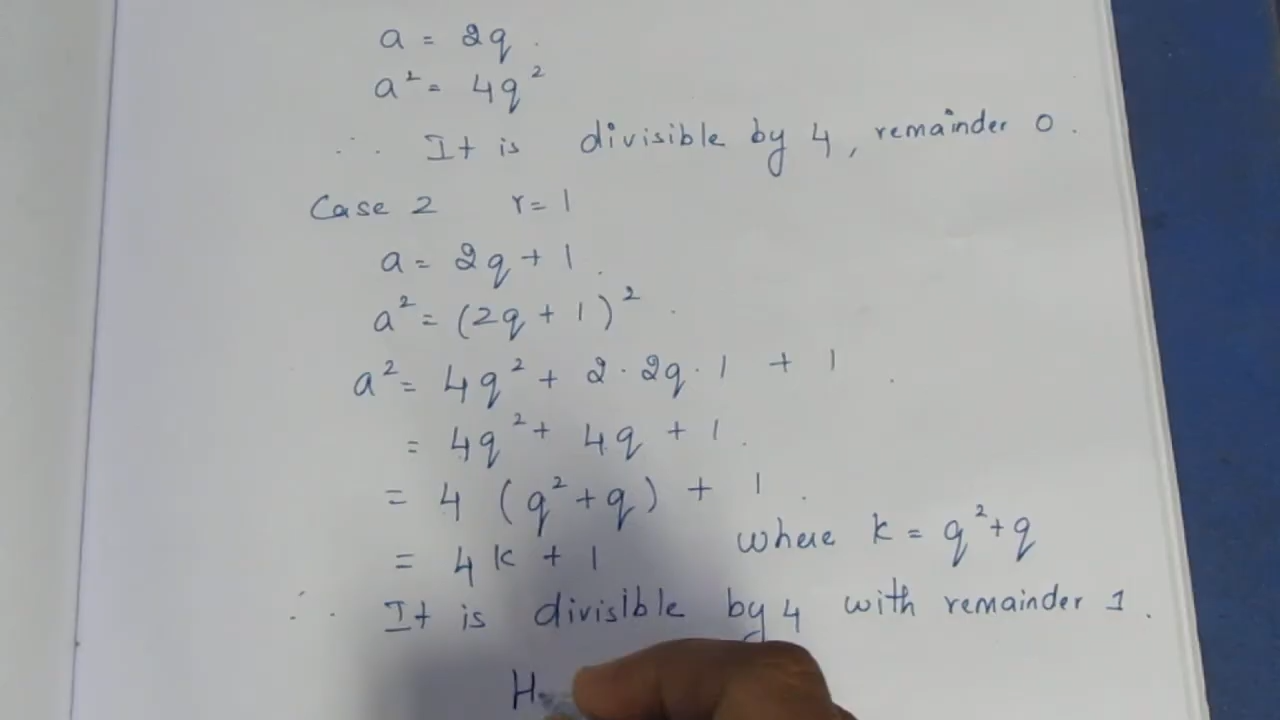 a = 2q.
a² = 4q²
∴ It is divisible by 4, remainder 0.
Case 2 r = 1
a = 2q + 1.
a² = (2q + 1)².
a² = 4q² + 2 · 2q · 1 + 1.
= 4q² + 4q + 1.
= 4 (q² + q) + 1.
= 4k + 1 where k = q² + q
∴ It is divisible by 4 with remainder 1.
H